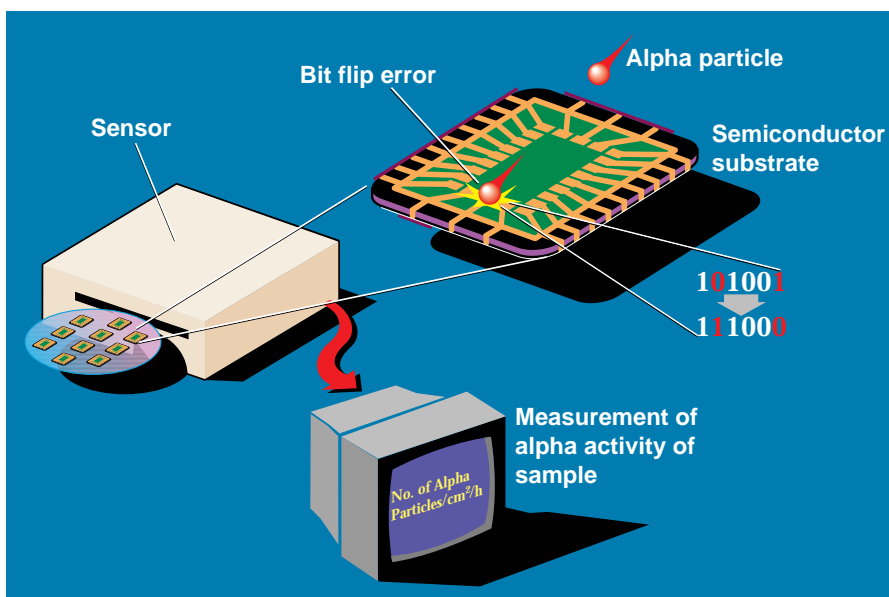 Alpha particle
Bit flip error
Sensor
Semiconductor
substrate
101001
111000
Measurement of
alpha activity of
sample
No. of Alpha
Particles/cm²/h